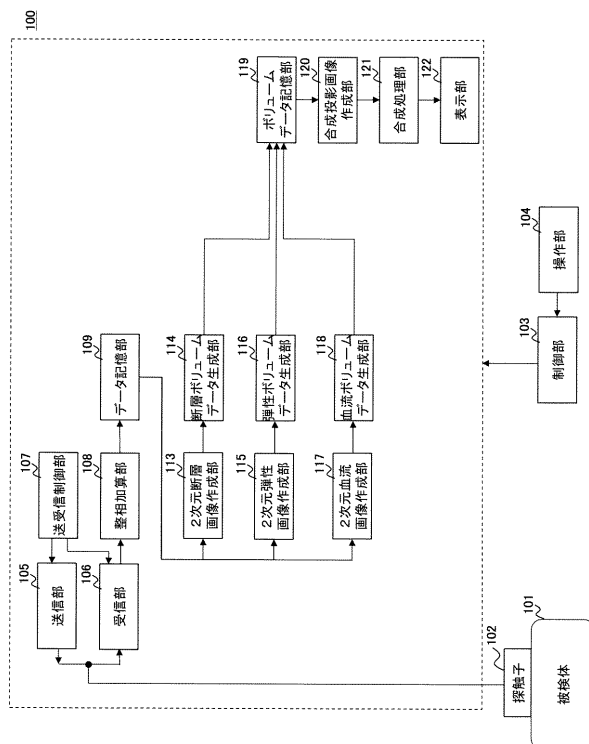 100
107
送受信制御部
105
送信部
106
受信部
108
整相加算部
109
データ記憶部
113
2次元断層
画像作成部
114
断層ボリューム
データ生成部
115
2次元弾性
画像作成部
116
弾性ボリューム
データ生成部
117
2次元血流
画像作成部
118
血流ボリューム
データ生成部
119
ボリューム
データ記憶部
120
合成投影画像
作成部
121
合成処理部
122
表示部
102
探触子
101
被検体
103
制御部
104
操作部